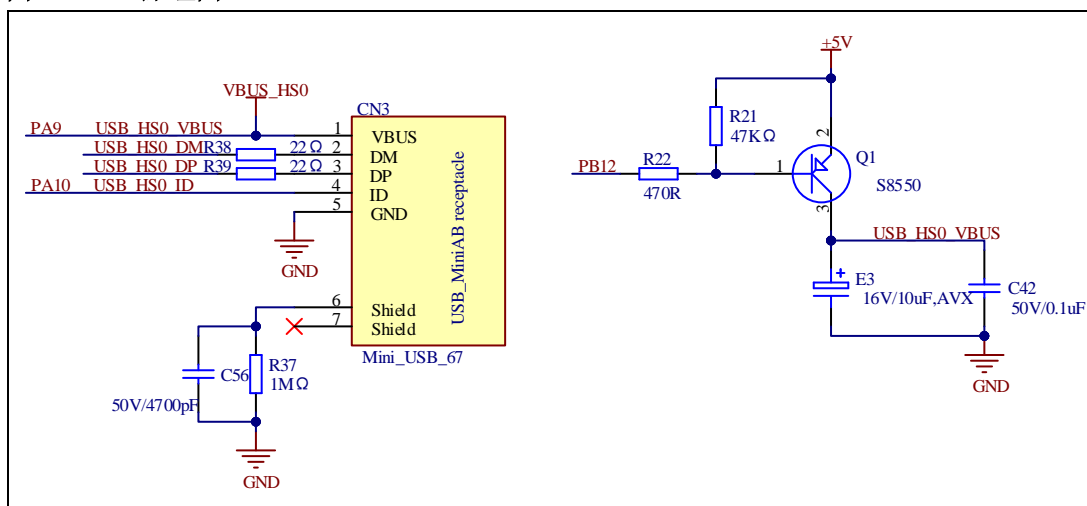 +5V
VBUS_HS0
CN3
PA9 USB_HS0_VBUS 1 VBUS
USB_HS0_DM R38 22Ω 2 DM
USB_HS0_DP R39 22Ω 3 DP
PA10 USB_HS0_ID 4 ID
5 GND
GND
6 Shield
7 Shield
USB_MiniAB receptacle
Mini_USB_67
C56
50V/4700pF
R37
1MΩ
GND
R21
47KΩ
PB12
R22
470R
1
2
3
Q1
S8550
USB_HS0_VBUS
+
E3
16V/10uF,AVX
C42
50V/0.1uF
GND